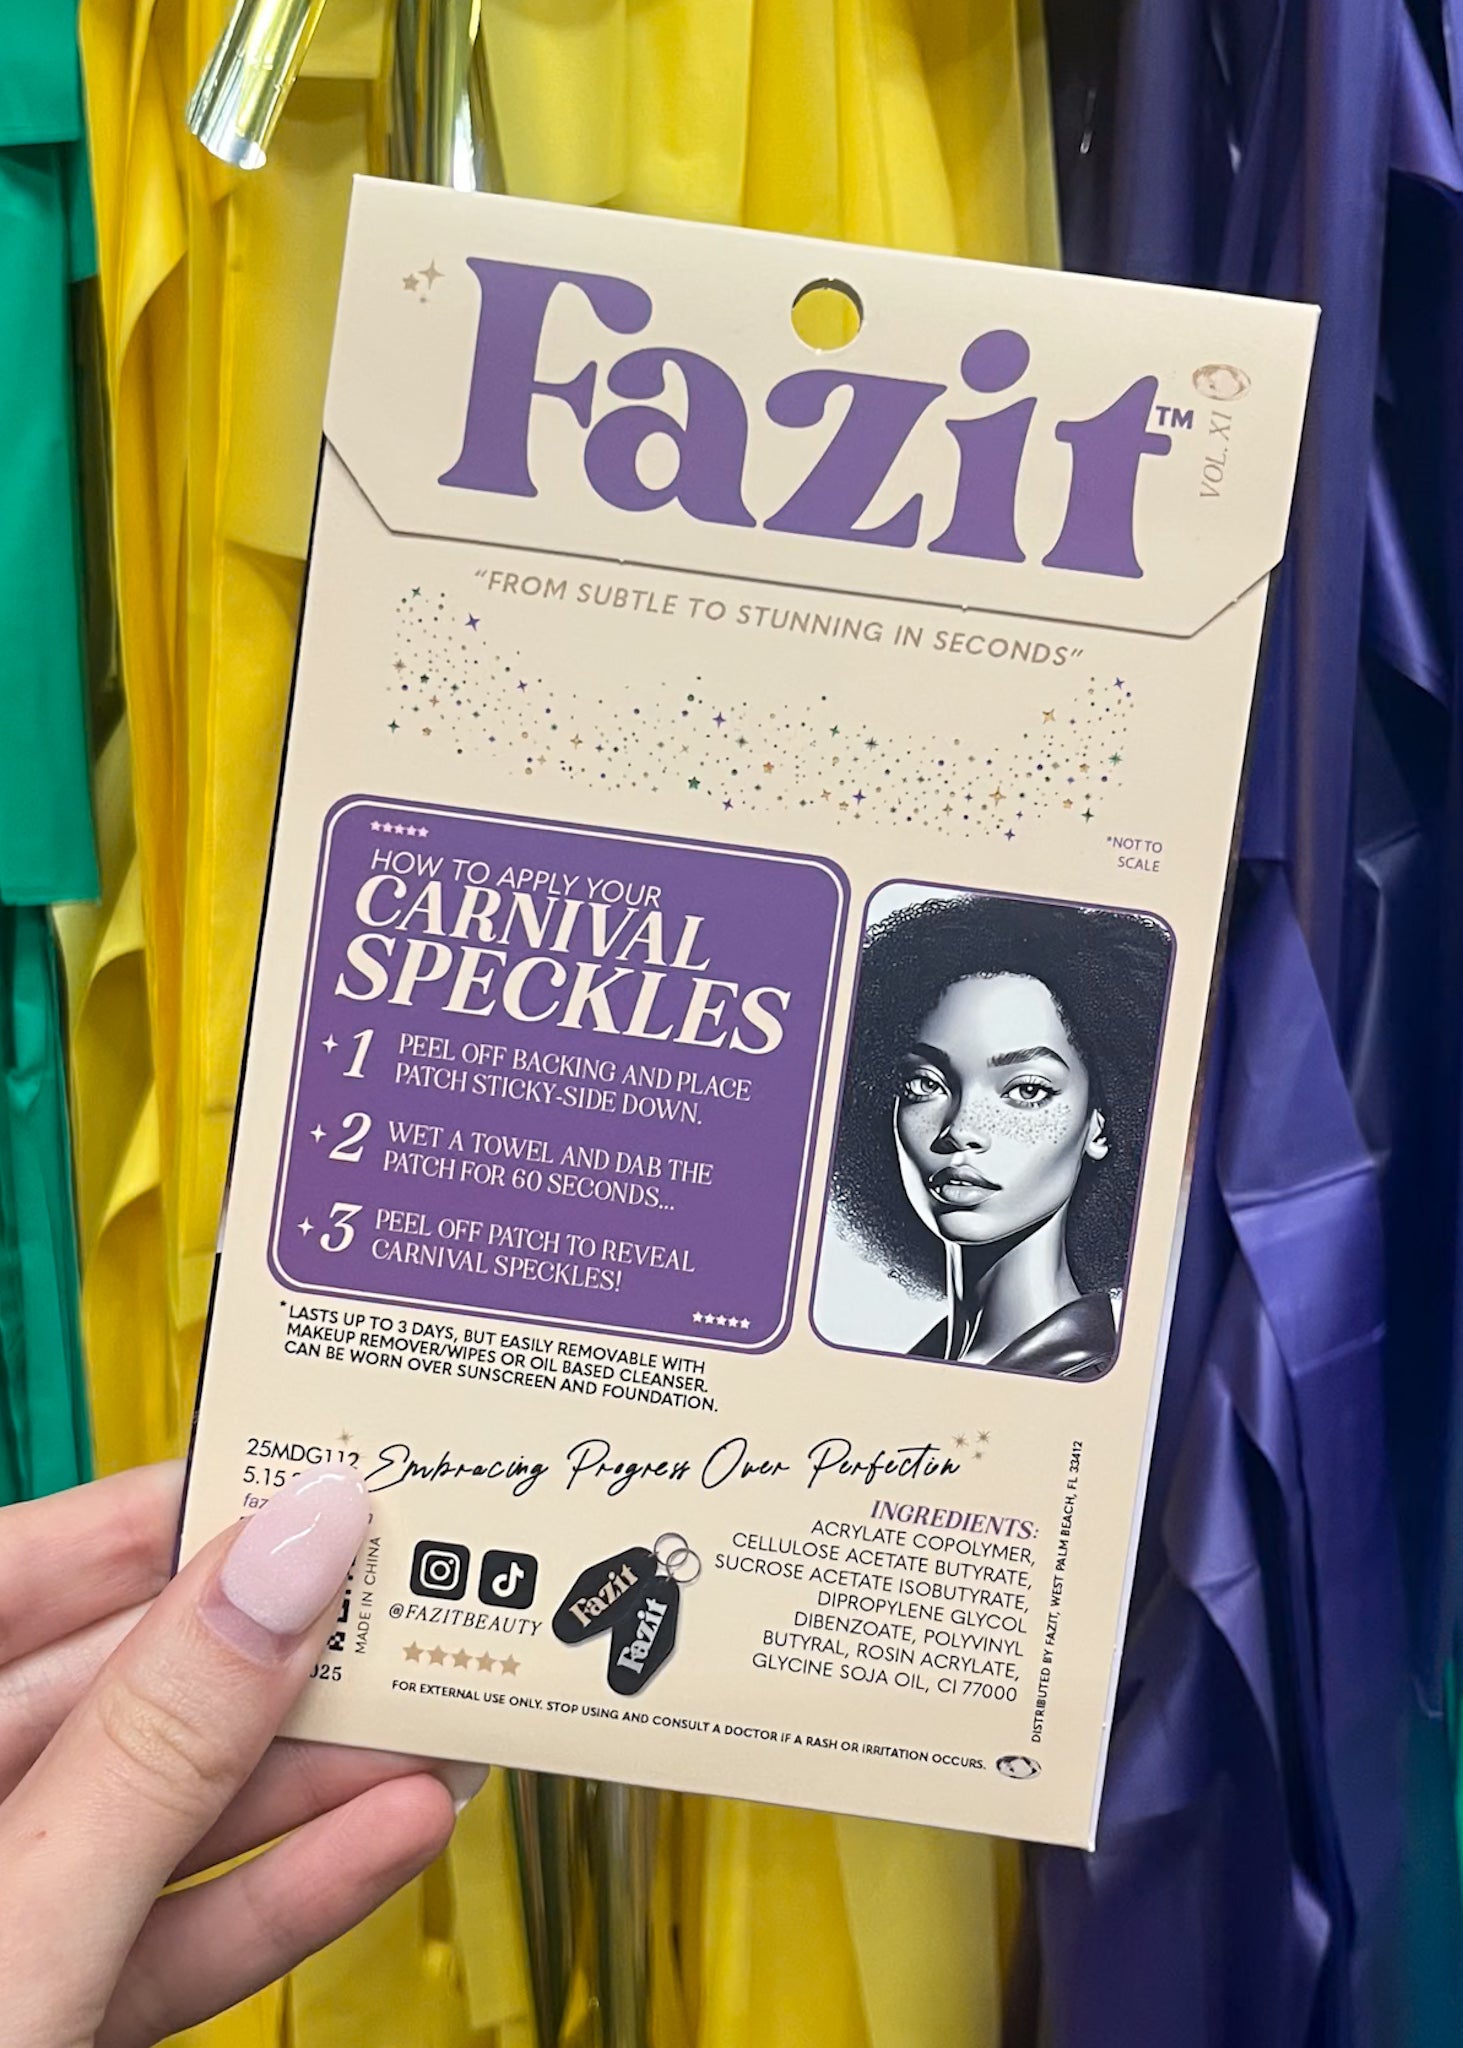 Fazit™
VOL. XI
“FROM SUBTLE TO STUNNING IN SECONDS”
*NOT TO
SCALE
HOW TO APPLY YOUR
CARNIVAL
SPECKLES
1 PEEL OFF BACKING AND PLACE
PATCH STICKY-SIDE DOWN.
2 WET A TOWEL AND DAB THE
PATCH FOR 60 SECONDS...
3 PEEL OFF PATCH TO REVEAL
CARNIVAL SPECKLES!
*LASTS UP TO 3 DAYS, BUT EASILY REMOVABLE WITH
MAKEUP REMOVER/WIPES OR OIL BASED CLEANSER.
CAN BE WORN OVER SUNSCREEN AND FOUNDATION.
25MDG112
5.15
Embracing Progress Over Perfection
MADE IN CHINA
@FAZITBEAUTY
Fazit
Fazit
INGREDIENTS:
ACRYLATE COPOLYMER,
CELLULOSE ACETATE BUTYRATE,
SUCROSE ACETATE ISOBUTYRATE,
DIPROPYLENE GLYCOL
DIBENZOATE, POLYVINYL
BUTYRAL, ROSIN ACRYLATE,
GLYCINE SOJA OIL, CI 77000
DISTRIBUTED BY FAZIT, WEST PALM BEACH, FL 33412
FOR EXTERNAL USE ONLY. STOP USING AND CONSULT A DOCTOR IF A RASH OR IRRITATION OCCURS.